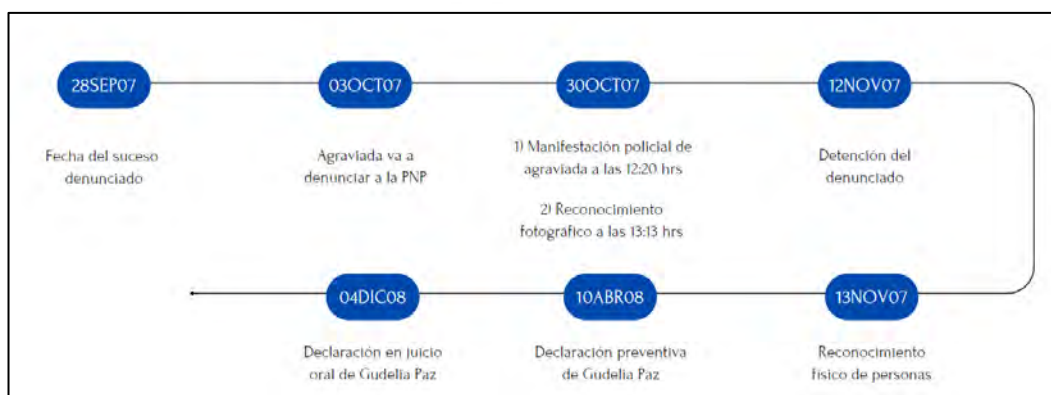 28SEP07
03OCT07
30OCT07
12NOV07
Fecha del suceso
denunciado
Agraviada va a
denunciar a la PNP
1) Manifestación policial de
agraviada a las 12:20 hrs
2) Reconocimiento
fotográfico a las 13:13 hrs
Detención del
denunciado
13NOV07
Reconocimiento
físico de personas
10ABR08
Declaración preventiva
de Gudelia Paz
04DIC08
Declaración en juicio
oral de Gudelia Paz